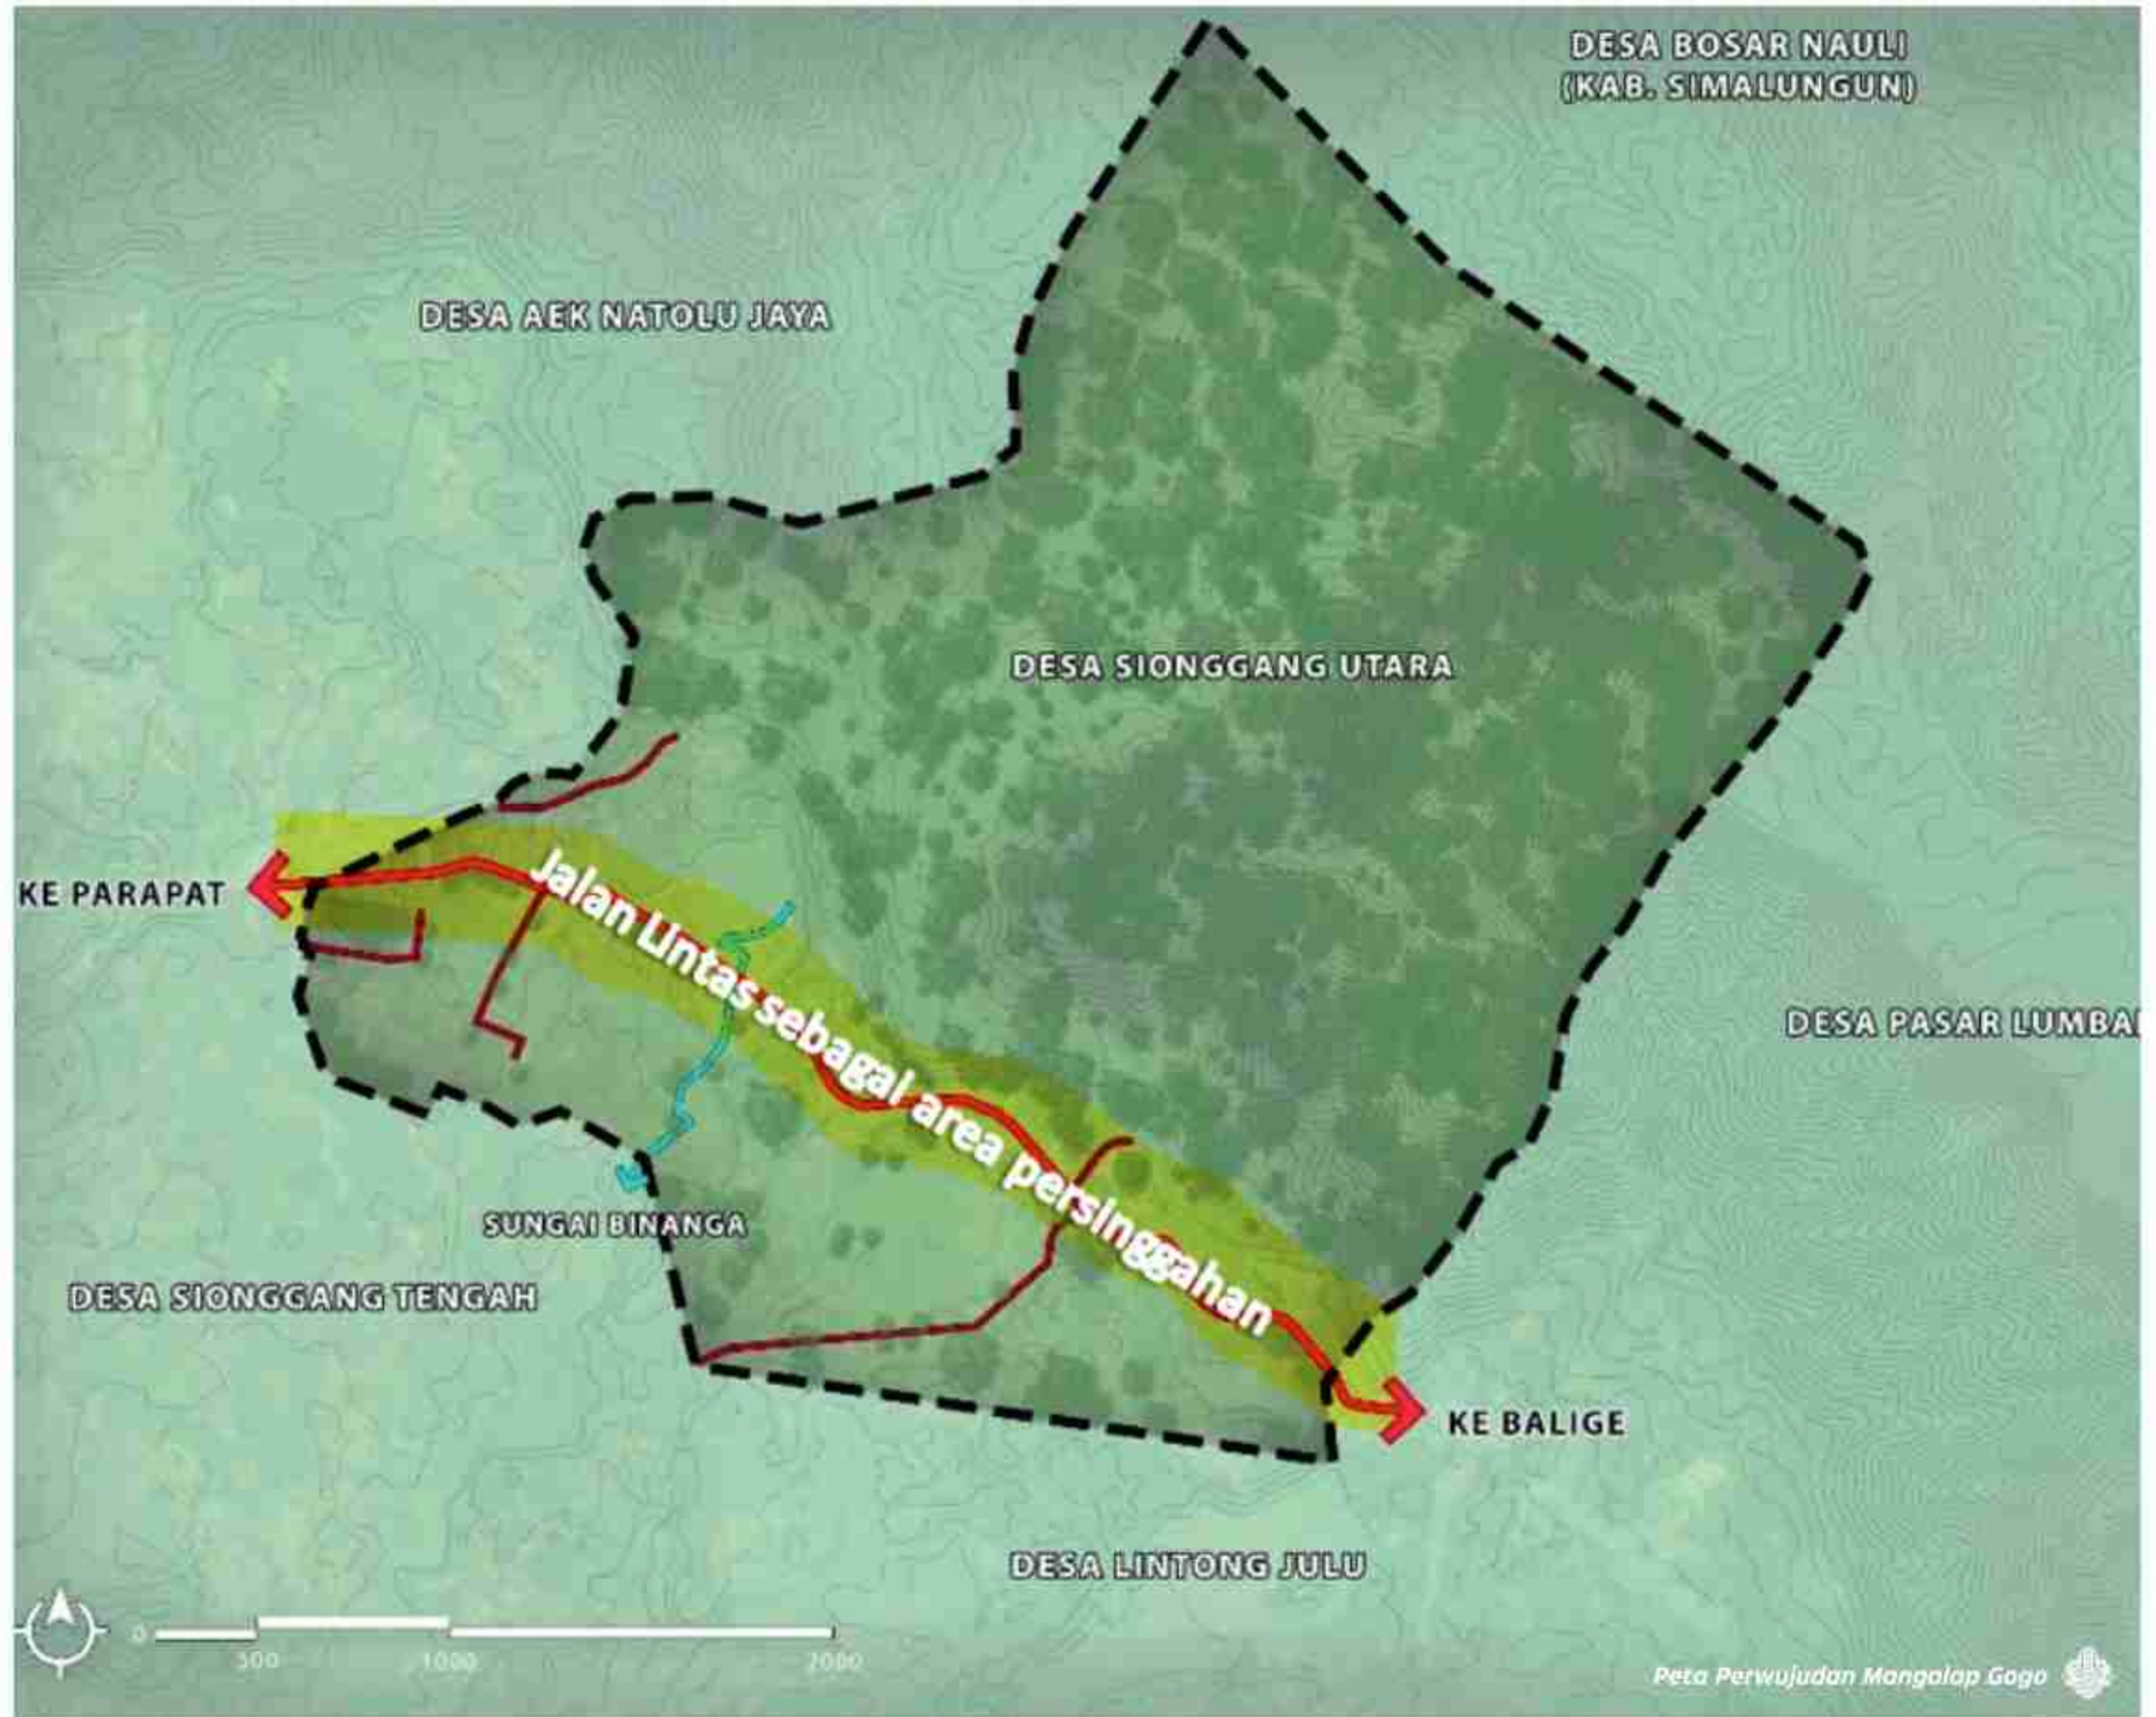 DESA BOSAR NAULI
(KAB. SIMALUNGUN)
DESA AEK NATOLU JAYA
DESA SIONGGANG UTARA
KE PARAPAT
Jalan Lintas sebagai area persinggahan
DESA PASAR LUMBA
SUNGAI BINANGA
DESA SIONGGANG TENGAH
KE BALIGE
DESA LINTONG JULU
0
500 1000 2000
Peta Perwujudan Mangalap Gogo